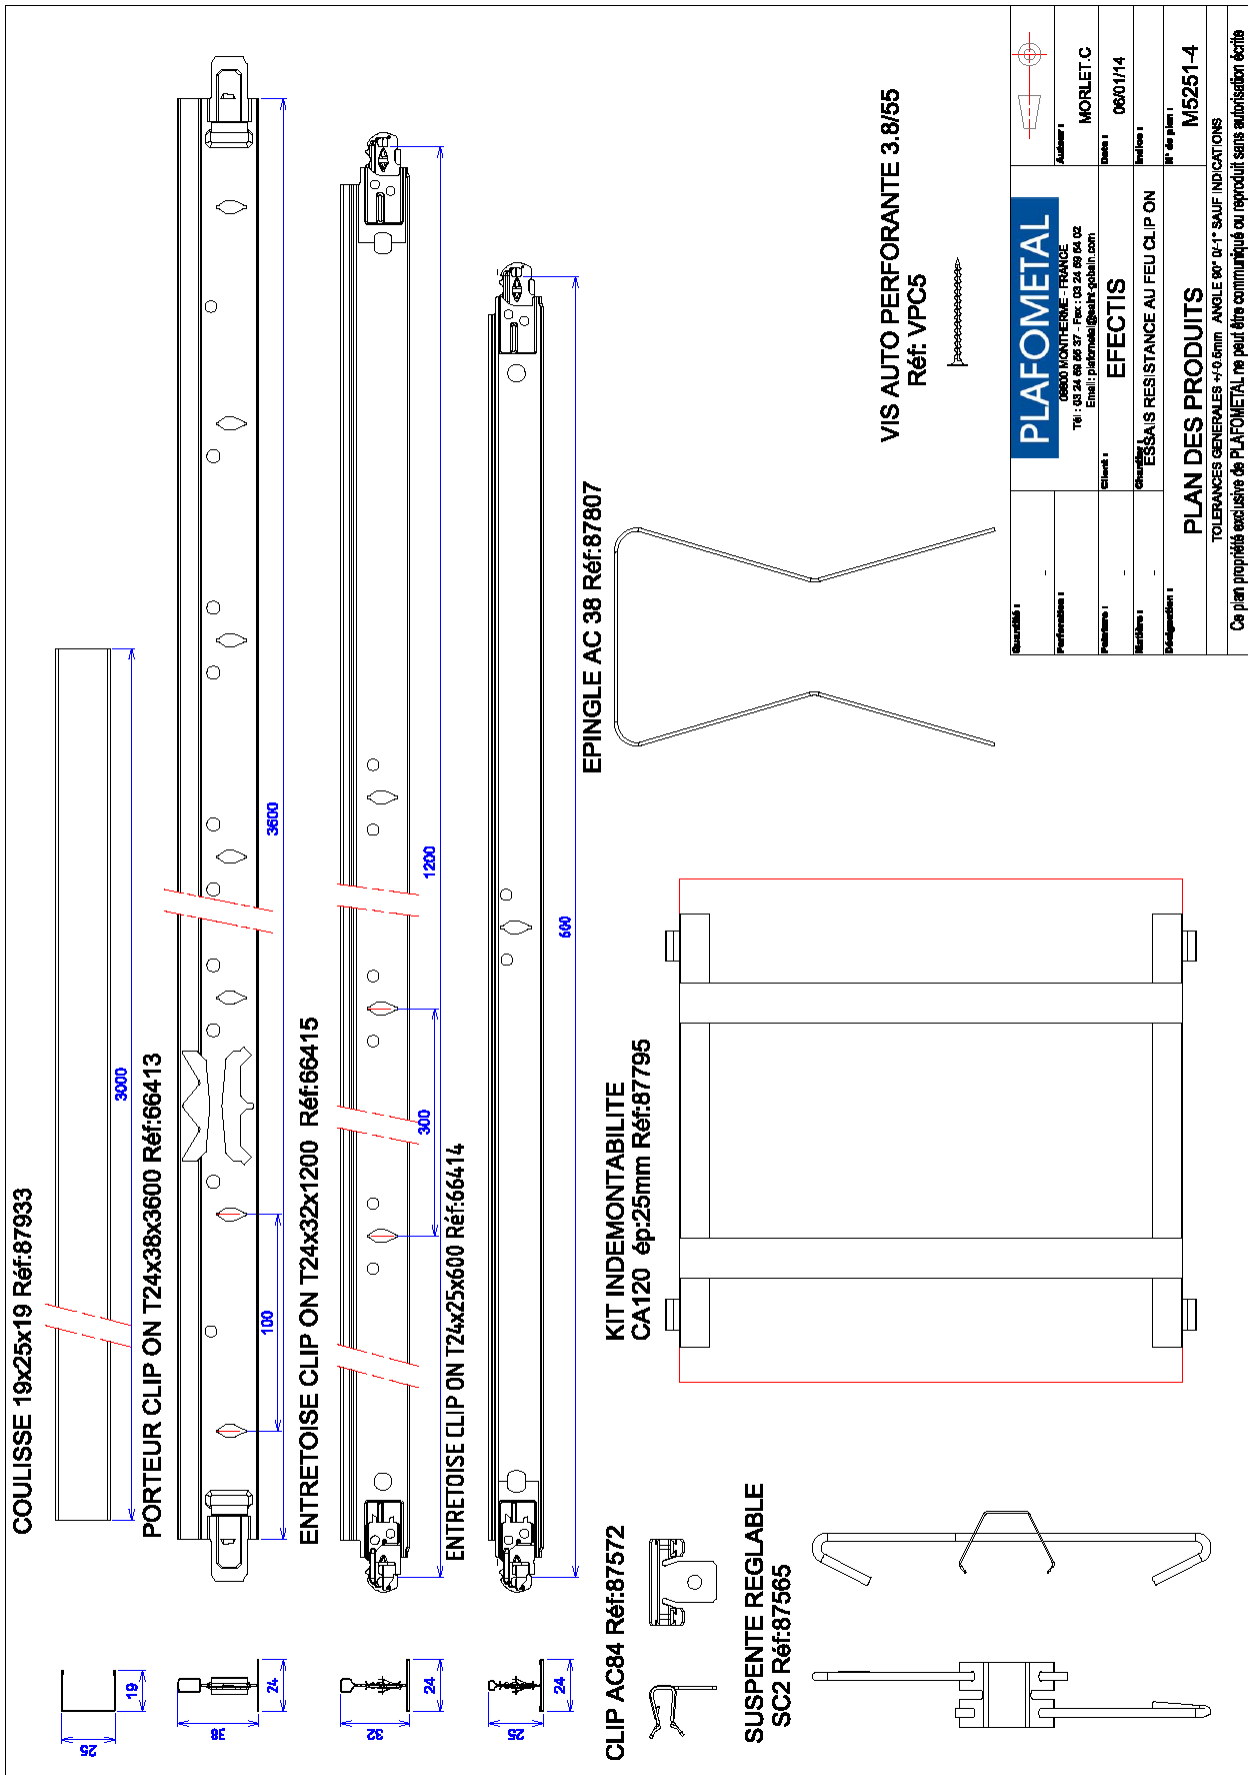 COULISSE 19x25x19 Réf:87933
3000
25
19
PORTEUR CLIP ON T24x38x3600 Réf:66413
3600
100
38
24
ENTRETOISE CLIP ON T24x32x1200 Réf:66415
1200
300
32
24
ENTRETOISE CLIP ON T24x25x600 Réf:66414
600
25
24
CLIP AC84 Réf:87572
KIT INDEMONTABILITE
CA120 ép:25mm Réf:87795
EPINGLE AC 38 Réf:87807
SUSPENTE REGLABLE
SC2 Réf:87565
VIS AUTO PERFORANTE 3.8/55
Réf: VPC5
Quantité :
PLAFOMETAL
08800 MONTHERME - FRANCE
Tél : 03 24 59 56 37 - Fax : 03 24 59 54 02
Email : plafometal@saint-gobain.com
Perforation :
-
Auteur :
MORLET.C
Peinture :
-
Client :
EFECTIS
Date :
06/01/14
Matière :
-
Chantier :
ESSAIS RESISTANCE AU FEU CLIP ON
Indice :
Désignation :
PLAN DES PRODUITS
N° de plan :
M5251-4
TOLERANCES GENERALES +/-0.5mm ANGLE 90° 0/-1° SAUF INDICATIONS
Ce plan propriété exclusive de PLAFOMETAL ne peut être communiqué ou reproduit sans autorisation écrite